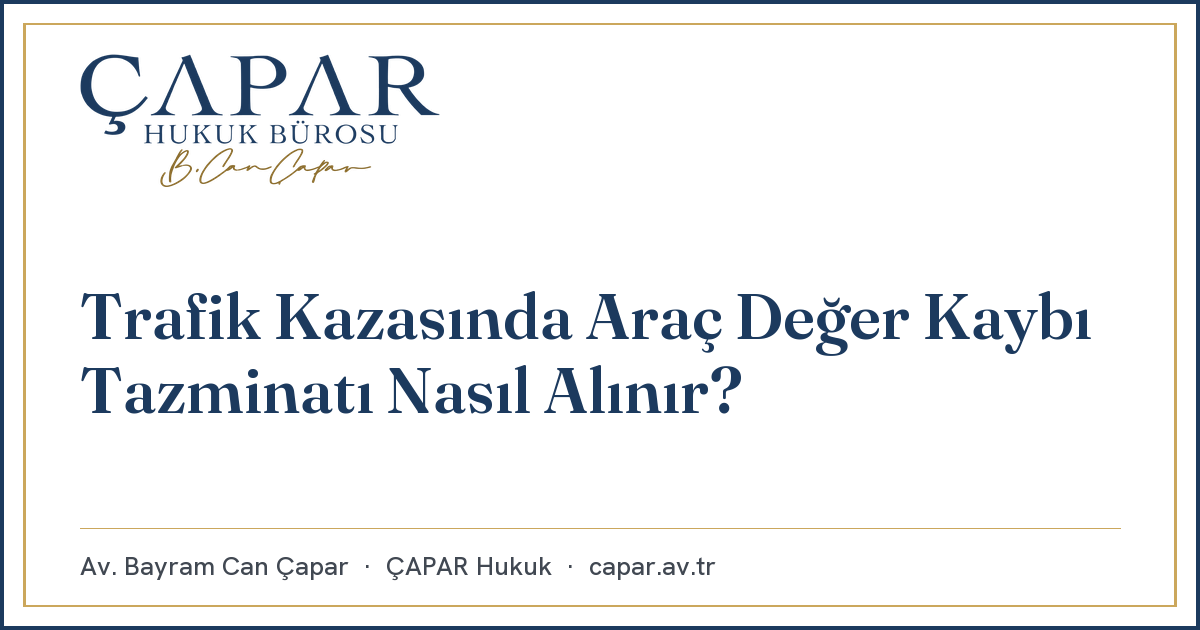 ÇAPAR
HUKUK BÜROSU
B.Can Çapar
Trafik Kazasında Araç Değer Kaybı
Tazminatı Nasıl Alınır?
Av. Bayram Can Çapar · ÇAPAR Hukuk · capar.av.tr